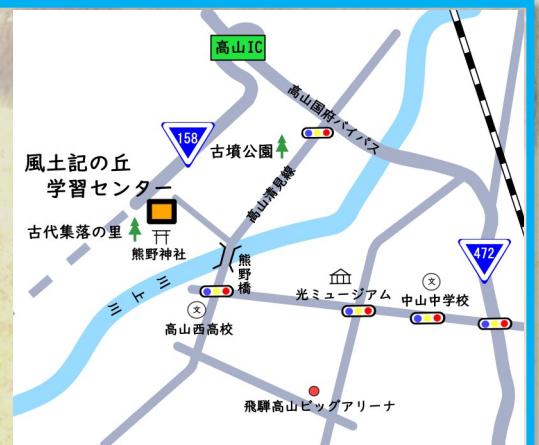 高山IC
高山国府バイパス
158
古墳公園
風土記の丘
学習センター
高山清見線
古代集落の里
熊野神社
熊野橋
472
川上川
光ミュージアム
中山中学校
文
文
高山西高校
飛騨高山ビッグアリーナ